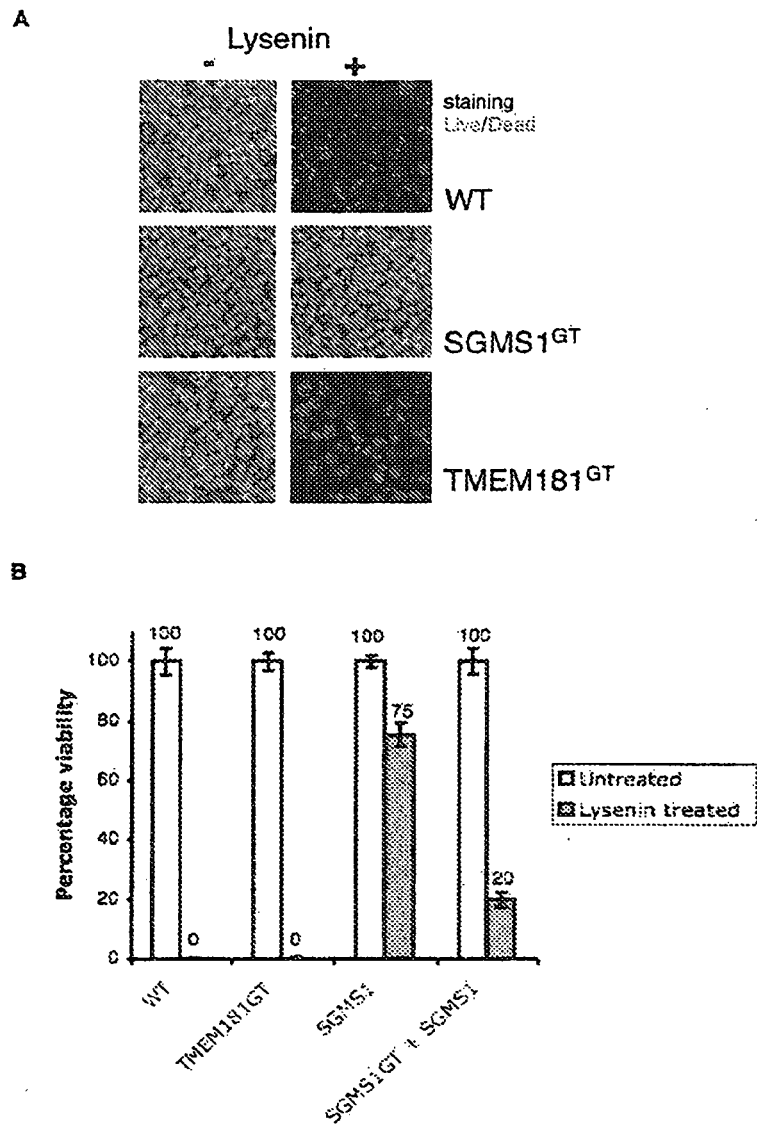 A
Lysenin
- +
staining
Live/Dead
WT
SGMS1GT
TMEM181GT
B
Percentage viability
100
80
60
40
20
0
100
0
100
0
100
75
100
20
WT
TMEM181GT
SGMS1
SGMS1GT + SGMS1
Untreated
Lysenin treated